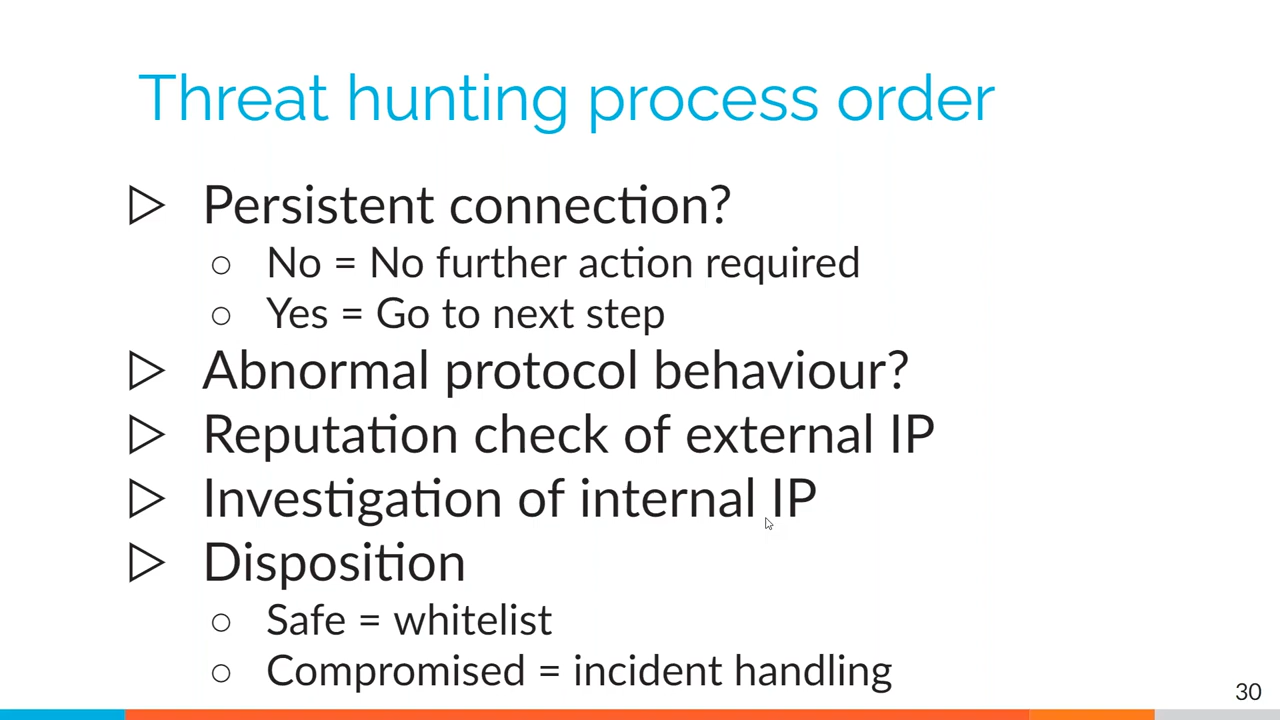 Threat hunting process order
Persistent connection?
No = No further action required
Yes = Go to next step
Abnormal protocol behaviour?
Reputation check of external IP
Investigation of internal IP
Disposition
Safe = whitelist
Compromised = incident handling
30